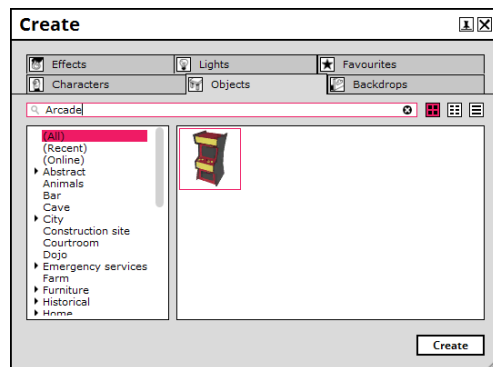 Create
Effects
Lights
Favourites
Characters
Objects
Backdrops
Arcade
(All)
(Recent)
(Online)
Abstract
Animals
Bar
Cave
City
Construction site
Courtroom
Dojo
Emergency services
Farm
Furniture
Historical
Home
Create